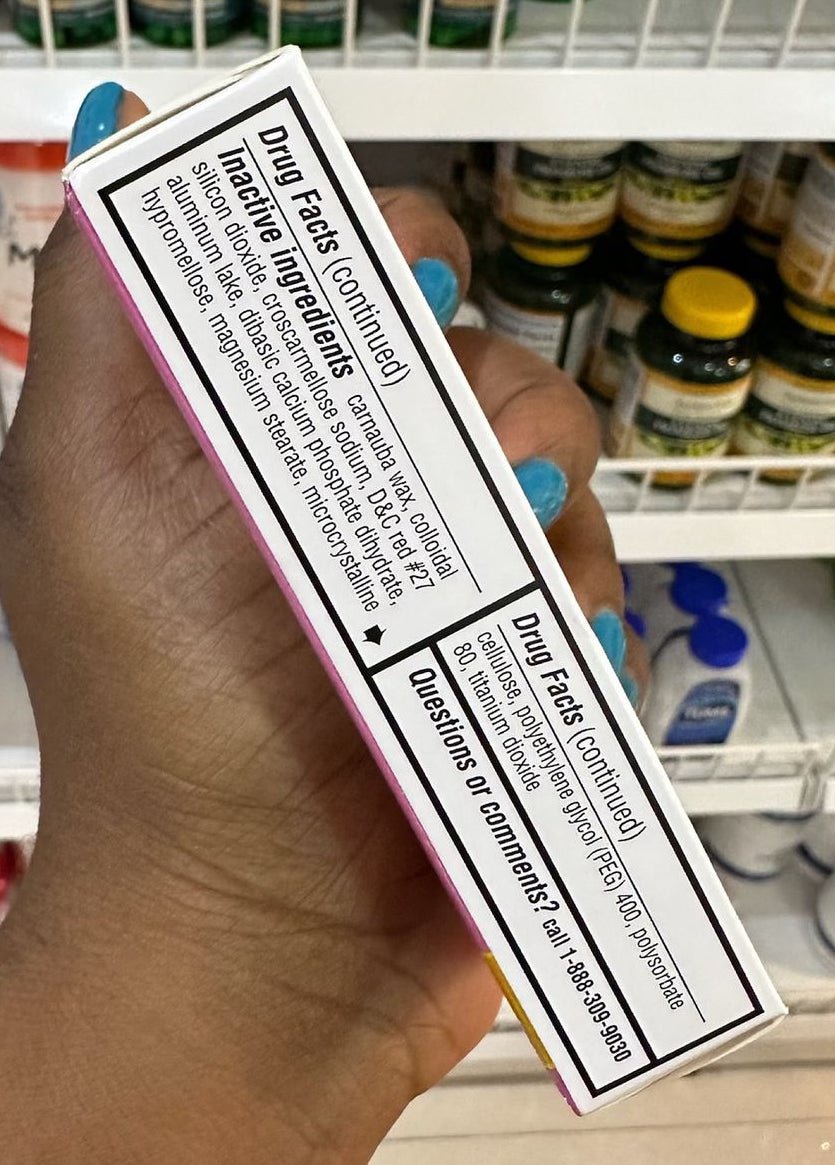 Drug Facts (continued)
Inactive ingredients carnauba wax, colloidal
silicon dioxide, croscarmellose sodium, D&C red #27
aluminum lake, dibasic calcium phosphate dihydrate,
hypromellose, magnesium stearate, microcrystalline
Drug Facts (continued)
cellulose, polyethylene glycol (PEG) 400, polysorbate
80, titanium dioxide
Questions or comments? call 1-888-309-9030
TUMS